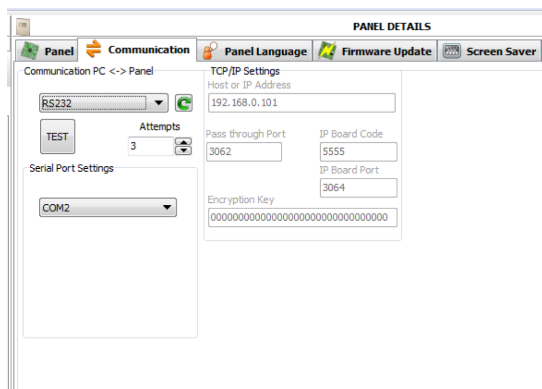 PANEL DETAILS
Panel
Communication
Panel Language
Firmware Update
Screen Saver
Communication PC <-> Panel
RS232
TEST
Attempts
3
Serial Port Settings
COM2
TCP/IP Settings
Host or IP Address
192.168.0.101
Pass through Port
IP Board Code
3062
5555
IP Board Port
3064
Encryption Key
00000000000000000000000000000000